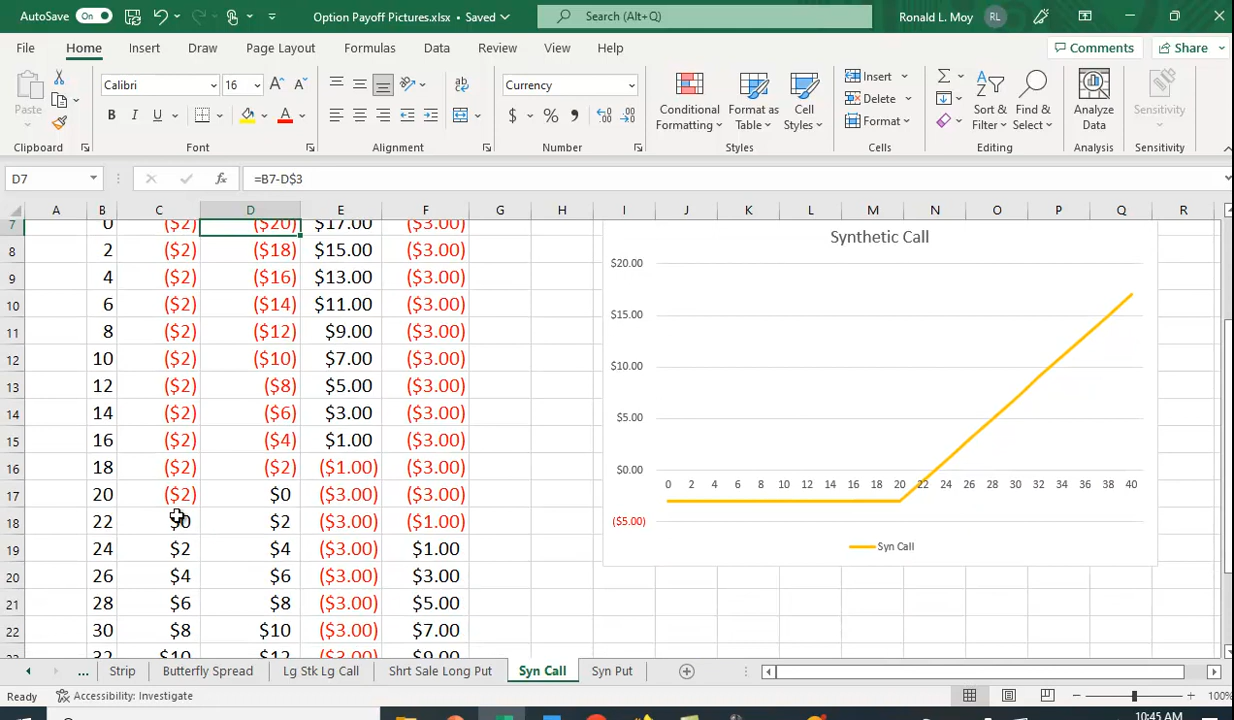 AutoSave On Option Payoff Pictures.xlsx • Saved Search (Alt+Q) Ronald L. Moy RL
File Home Insert Draw Page Layout Formulas Data Review View Help Comments Share
Paste Calibri 16 A A ab Currency Conditional Formatting Format as Table Cell Styles Insert Delete Format Sort & Filter Find & Select Analyze Data Sensitivity
B I U A $ % 9
Clipboard Font Alignment Number Styles Cells Editing Analysis Sensitivity
D7 fx =B7-D$3
A B C D E F G H I J K L M N O P Q R
7 0 ($2) ($20) $17.00 ($3.00)
8 2 ($2) ($18) $15.00 ($3.00)
9 4 ($2) ($16) $13.00 ($3.00)
10 6 ($2) ($14) $11.00 ($3.00)
11 8 ($2) ($12) $9.00 ($3.00)
12 10 ($2) ($10) $7.00 ($3.00)
13 12 ($2) ($8) $5.00 ($3.00)
14 14 ($2) ($6) $3.00 ($3.00)
15 16 ($2) ($4) $1.00 ($3.00)
16 18 ($2) ($2) ($1.00) ($3.00)
17 20 ($2) $0 ($3.00) ($3.00)
18 22 $0 $2 ($3.00) ($1.00)
19 24 $2 $4 ($3.00) $1.00
20 26 $4 $6 ($3.00) $3.00
21 28 $6 $8 ($3.00) $5.00
22 30 $8 $10 ($3.00) $7.00
32 $10 $12 ($3.00) $9.00
Synthetic Call
$20.00
$15.00
$10.00
$5.00
$0.00
0 2 4 6 8 10 12 14 16 18 20 22 24 26 28 30 32 34 36 38 40
($5.00)
Syn Call
... Strip Butterfly Spread Lg Stk Lg Call Shrt Sale Long Put Syn Call Syn Put
Ready Accessibility: Investigate 100%
10:45 AM